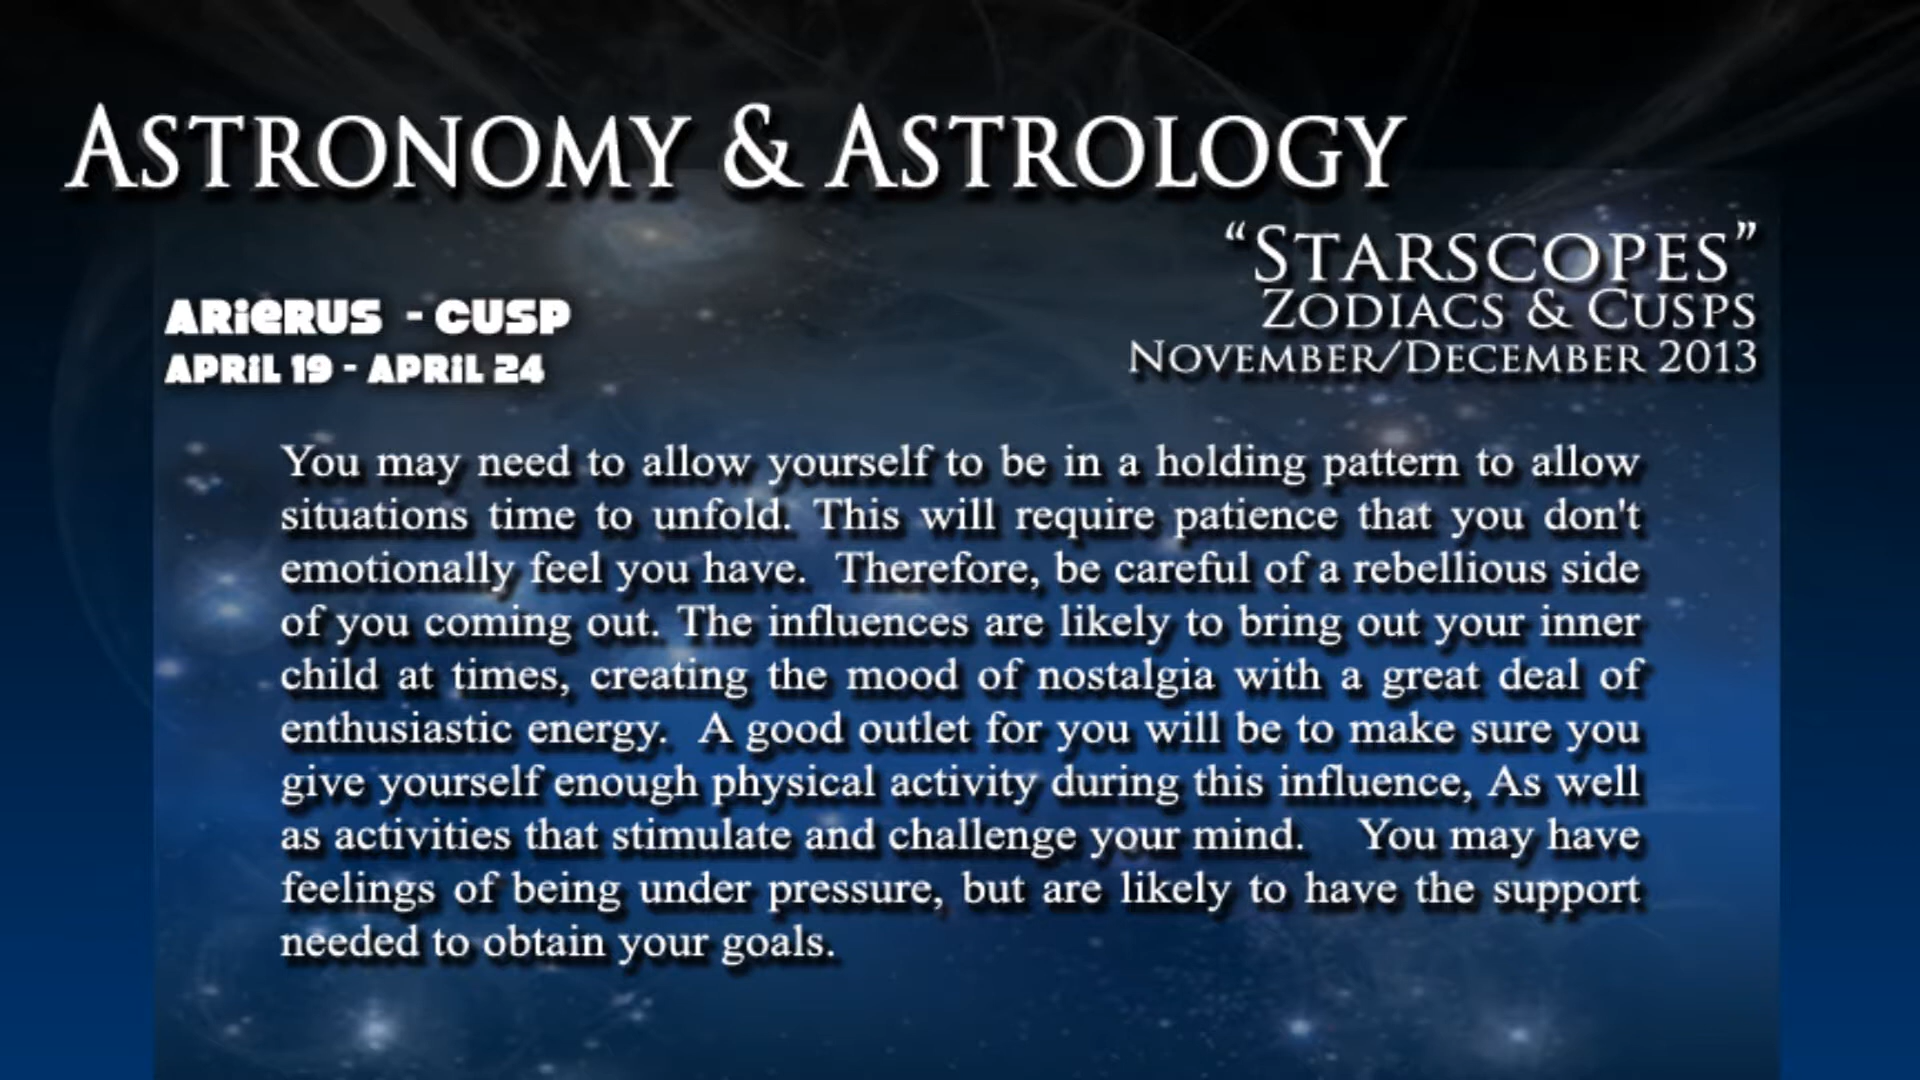 ASTRONOMY & ASTROLOGY
"STARSCOPES"
ZODIACS & CUSPS
NOVEMBER/DECEMBER 2013
ARIERUS - CUSP
APRIL 19 - APRIL 24
You may need to allow yourself to be in a holding pattern to allow
situations time to unfold. This will require patience that you don't
emotionally feel you have. Therefore, be careful of a rebellious side
of you coming out. The influences are likely to bring out your inner
child at times, creating the mood of nostalgia with a great deal of
enthusiastic energy. A good outlet for you will be to make sure you
give yourself enough physical activity during this influence, As well
as activities that stimulate and challenge your mind. You may have
feelings of being under pressure, but are likely to have the support
needed to obtain your goals.